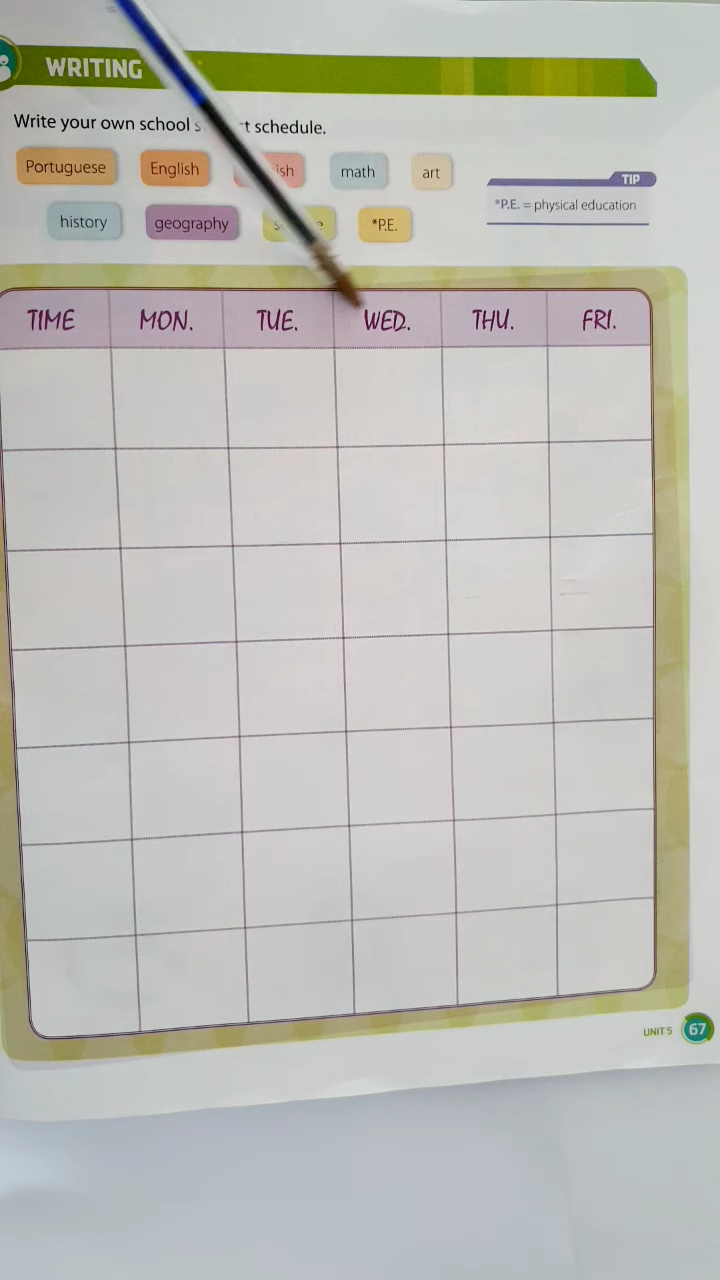 WRITING
Write your own school schedule.
Portuguese English math art
TIP
*P.E. = physical education
history geography *P.E.
TIME MON. TUE. WED. THU. FRI.
UNIT 5 67